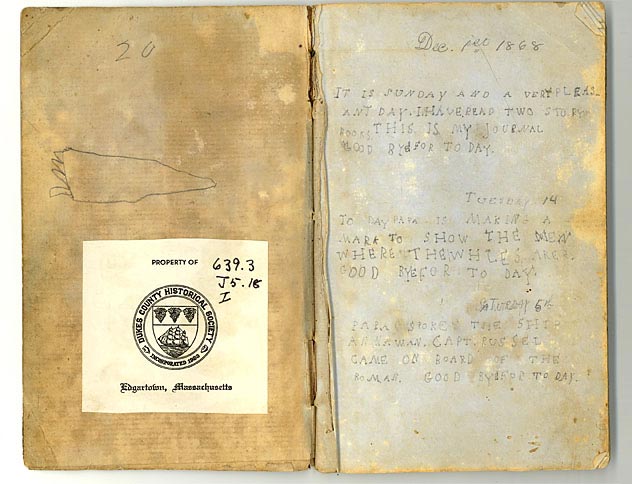 20
PROPERTY OF
639.3
J5.18
I
DUKES COUNTY HISTORICAL SOCIETY
INCORPORATED 1923
Edgartown, Massachusetts
Dec. 1868
IT IS SUNDAY AND A VERY PLEAS
ANT DAY. I HAVE READ TWO STORY
BOOKS THIS IS MY JOURNAL
GOOD BYE FOR TO DAY.
TUESDAY 14
TO DAY PAPA IS MAKING A
MARK TO SHOW THE MEN
WHERE THE WHLES ARE.
GOOD BYE FOR TO DAY.
PAPA SPOKE THE SHIP
CAPT. RUSSEL
CAME ON BOARD OF THE
ROMAN. GOOD BYE FOR TO DAY.